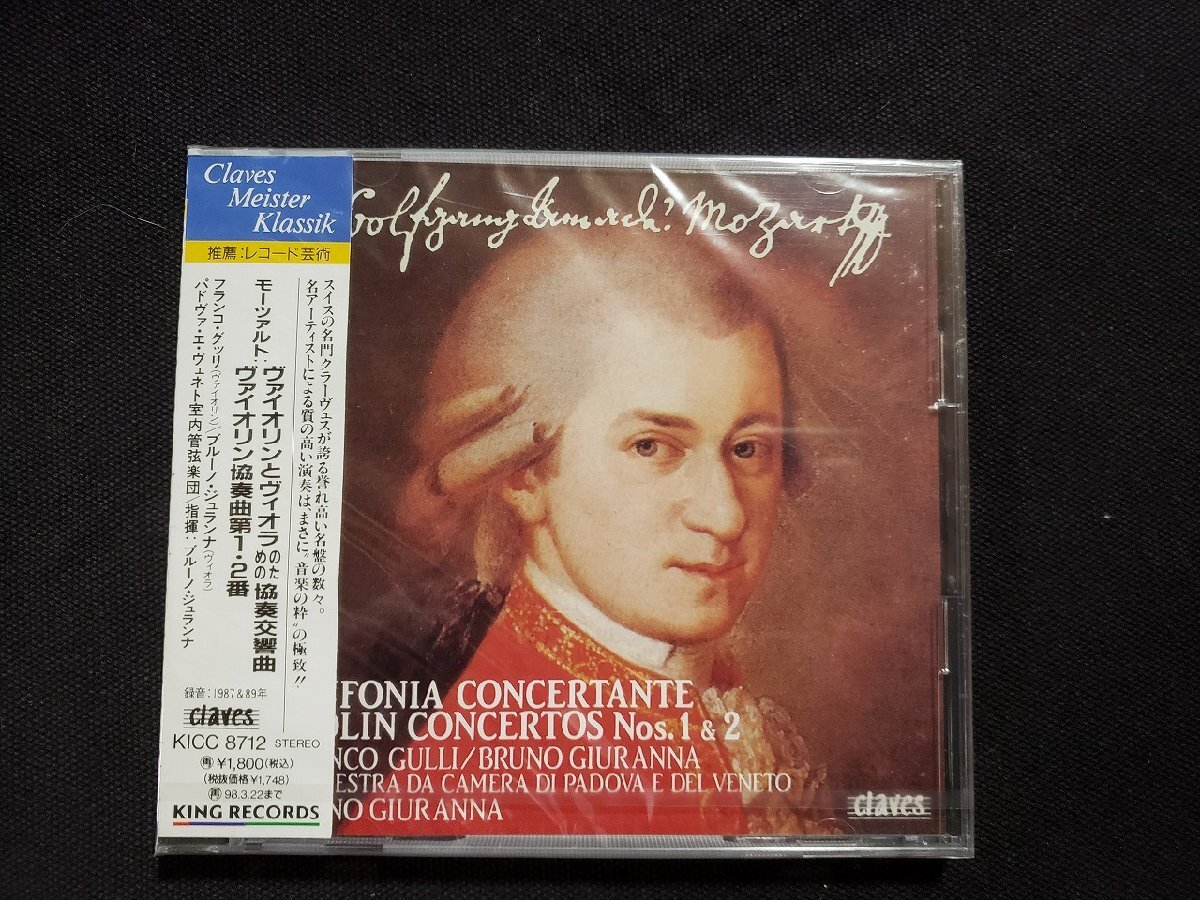 Claves
Meister
Klassik
推薦:レコード芸術
スイスの名門クラーヴェスが誇る誉れ高い名盤の数々。
名アーティストによる質の高い演奏は、まさに“音楽の粋”の極致!!
モーツァルト:ヴァイオリンとヴィオラのための協奏交響曲
ヴァイオリン協奏曲第1・2番
フランコ・グッリ(ヴァイオリン)/ブルーノ・ジュランナ(ヴィオラ)
パドヴァ・エ・ヴェネト室内管弦楽団/指揮:ブルーノ・ジュランナ
録音:1987&89年
claves
KICC 8712 STEREO
再¥1,800(税込)
(税抜価格¥1,748)
再98.3.22まで
KING RECORDS
Wolfgang Amadè Mozart
NFONIA CONCERTANTE
OLIN CONCERTOS Nos. 1 & 2
NCO GULLI/BRUNO GIURANNA
ESTRA DA CAMERA DI PADOVA E DEL VENETO
NO GIURANNA
claves